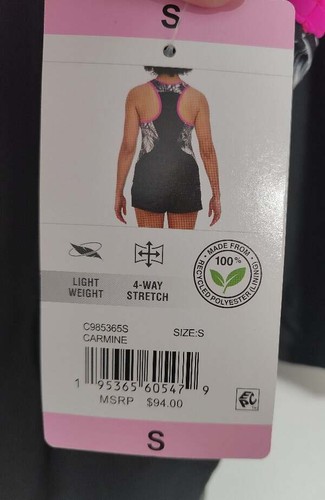 S
LIGHT WEIGHT
4-WAY STRETCH
• MADE FROM •
100%
RECYCLED POLYESTER (LINING)
C985365S SIZE:S
CARMINE
1 95365 60547 9
MSRP $94.00
S